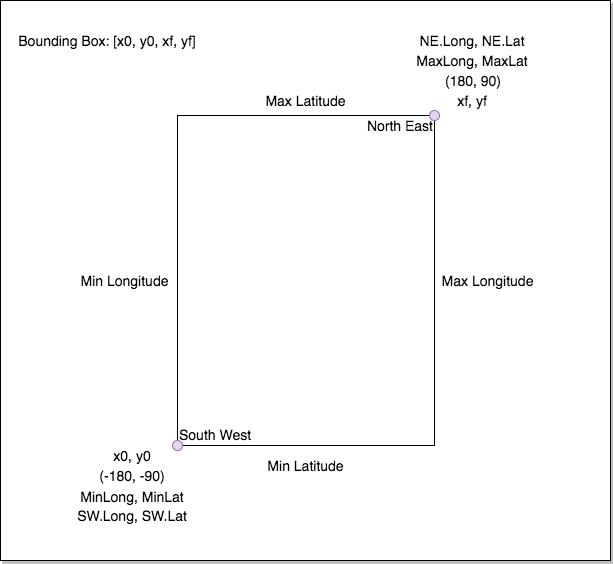 Bounding Box: [x0, y0, xf, yf]
NE.Long, NE.Lat
MaxLong, MaxLat
(180, 90)
xf, yf
Max Latitude
North East
Min Longitude
Max Longitude
South West
x0, y0
(-180, -90)
MinLong, MinLat
SW.Long, SW.Lat
Min Latitude